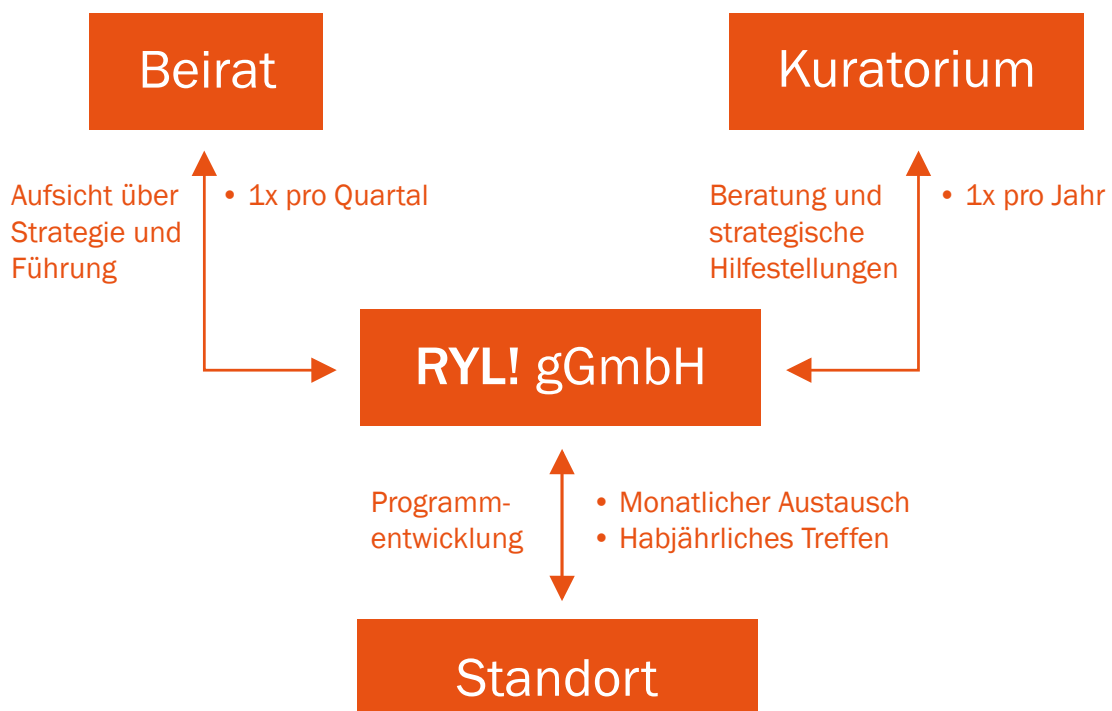 Beirat
Kuratorium
Aufsicht über
Strategie und
Führung
• 1x pro Quartal
Beratung und
strategische
Hilfestellungen
• 1x pro Jahr
RYL! gGmbH
Programm-
entwicklung
• Monatlicher Austausch
• Habjährliches Treffen
Standort